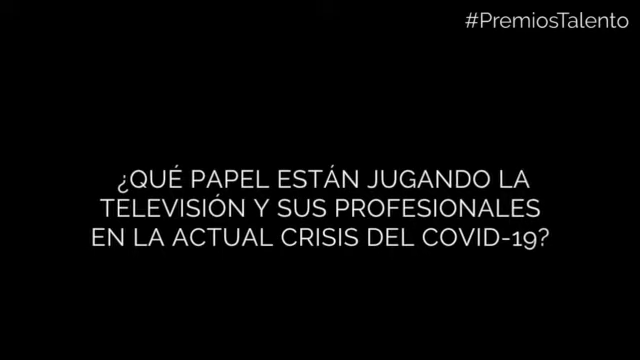 #PremiosTalento
¿QUÉ PAPEL ESTÁN JUGANDO LA
TELEVISIÓN Y SUS PROFESIONALES
EN LA ACTUAL CRISIS DEL COVID-19?